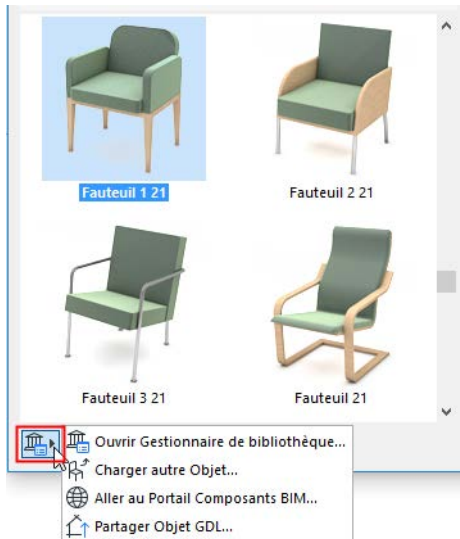 Fauteuil 1 21
Fauteuil 2 21
Fauteuil 3 21
Fauteuil 21
Ouvrir Gestionnaire de bibliothèque...
Charger autre Objet...
Aller au Portail Composants BIM...
Partager Objet GDL...